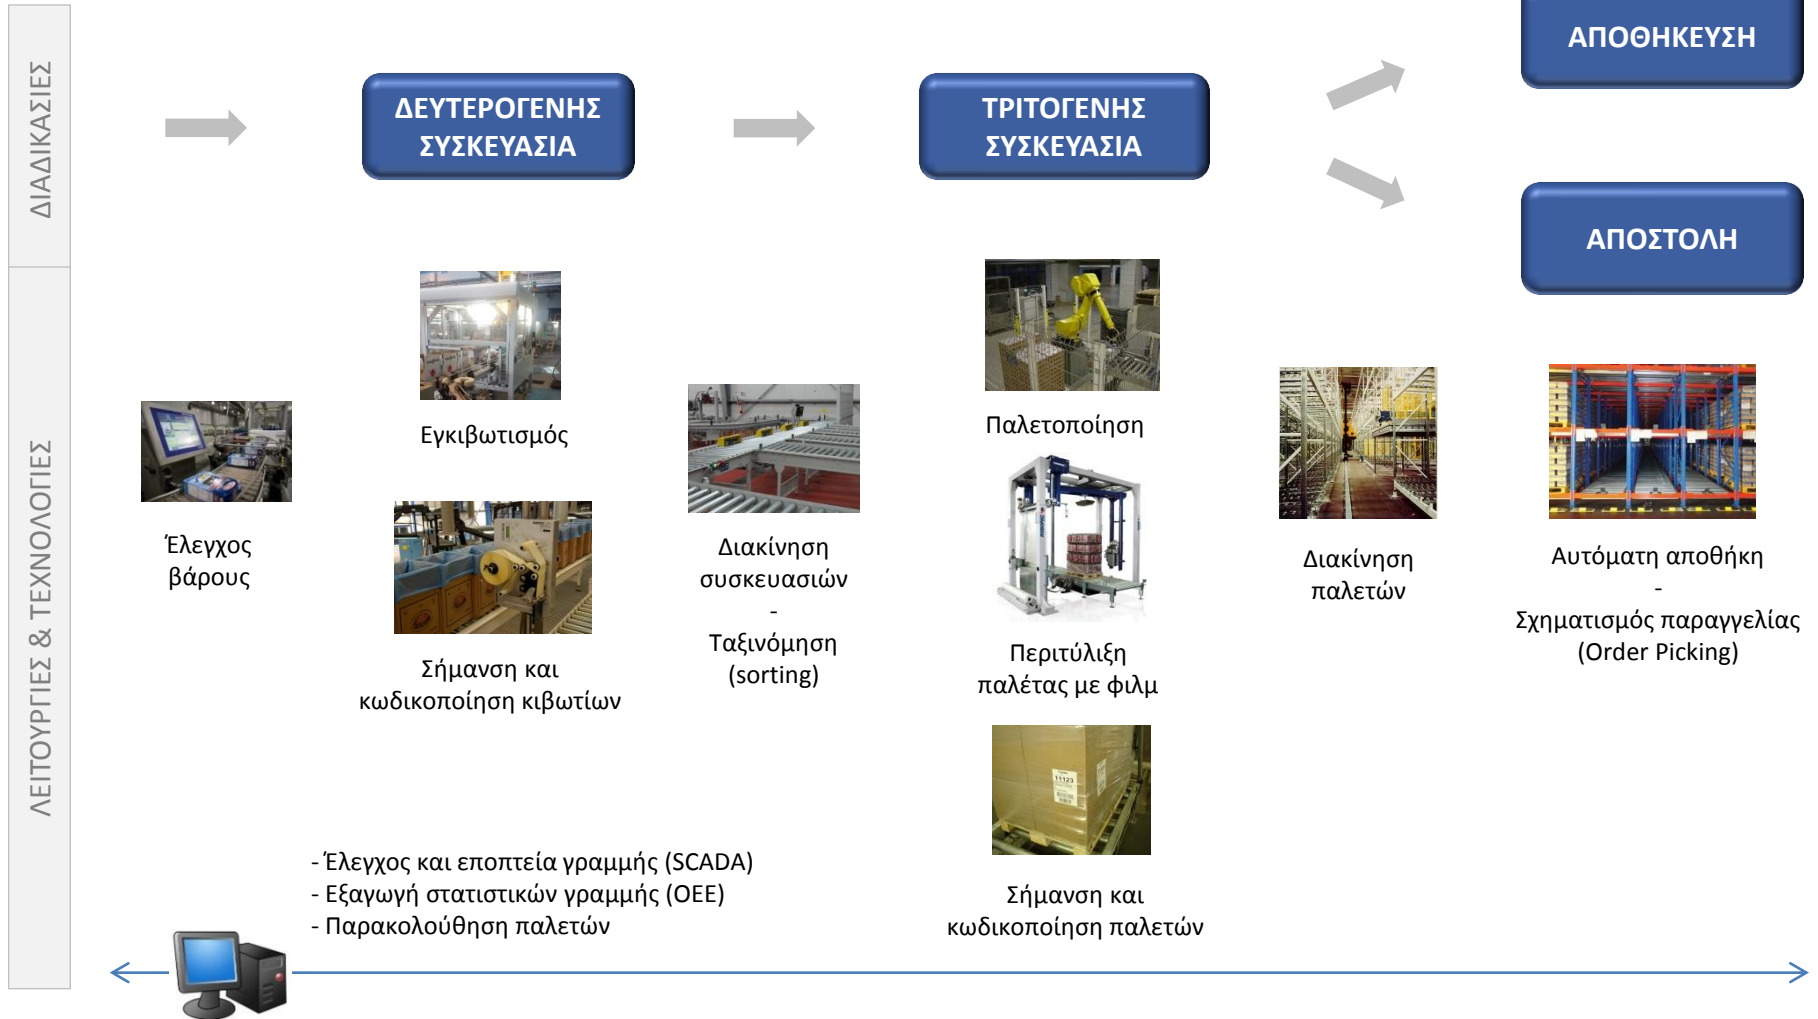 ΔΙΑΔΙΚΑΣΙΕΣ
ΔΕΥΤΕΡΟΓΕΝΗΣ
ΣΥΣΚΕΥΑΣΙΑ
ΤΡΙΤΟΓΕΝΗΣ
ΣΥΣΚΕΥΑΣΙΑ
ΑΠΟΘΗΚΕΥΣΗ
ΑΠΟΣΤΟΛΗ
ΛΕΙΤΟΥΡΓΙΕΣ & ΤΕΧΝΟΛΟΓΙΕΣ
Έλεγχος
βάρους
Εγκιβωτισμός
Σήμανση και
κωδικοποίηση κιβωτίων
Διακίνηση
συσκευασιών
-
Ταξινόμηση
(sorting)
Παλετοποίηση
Περιτύλιξη
παλέτας με φιλμ
11123
Σήμανση και
κωδικοποίηση παλετών
Διακίνηση
παλετών
Αυτόματη αποθήκη
-
Σχηματισμός παραγγελίας
(Order Picking)
- Έλεγχος και εποπτεία γραμμής (SCADA)
- Εξαγωγή στατιστικών γραμμής (OEE)
- Παρακολούθηση παλετών